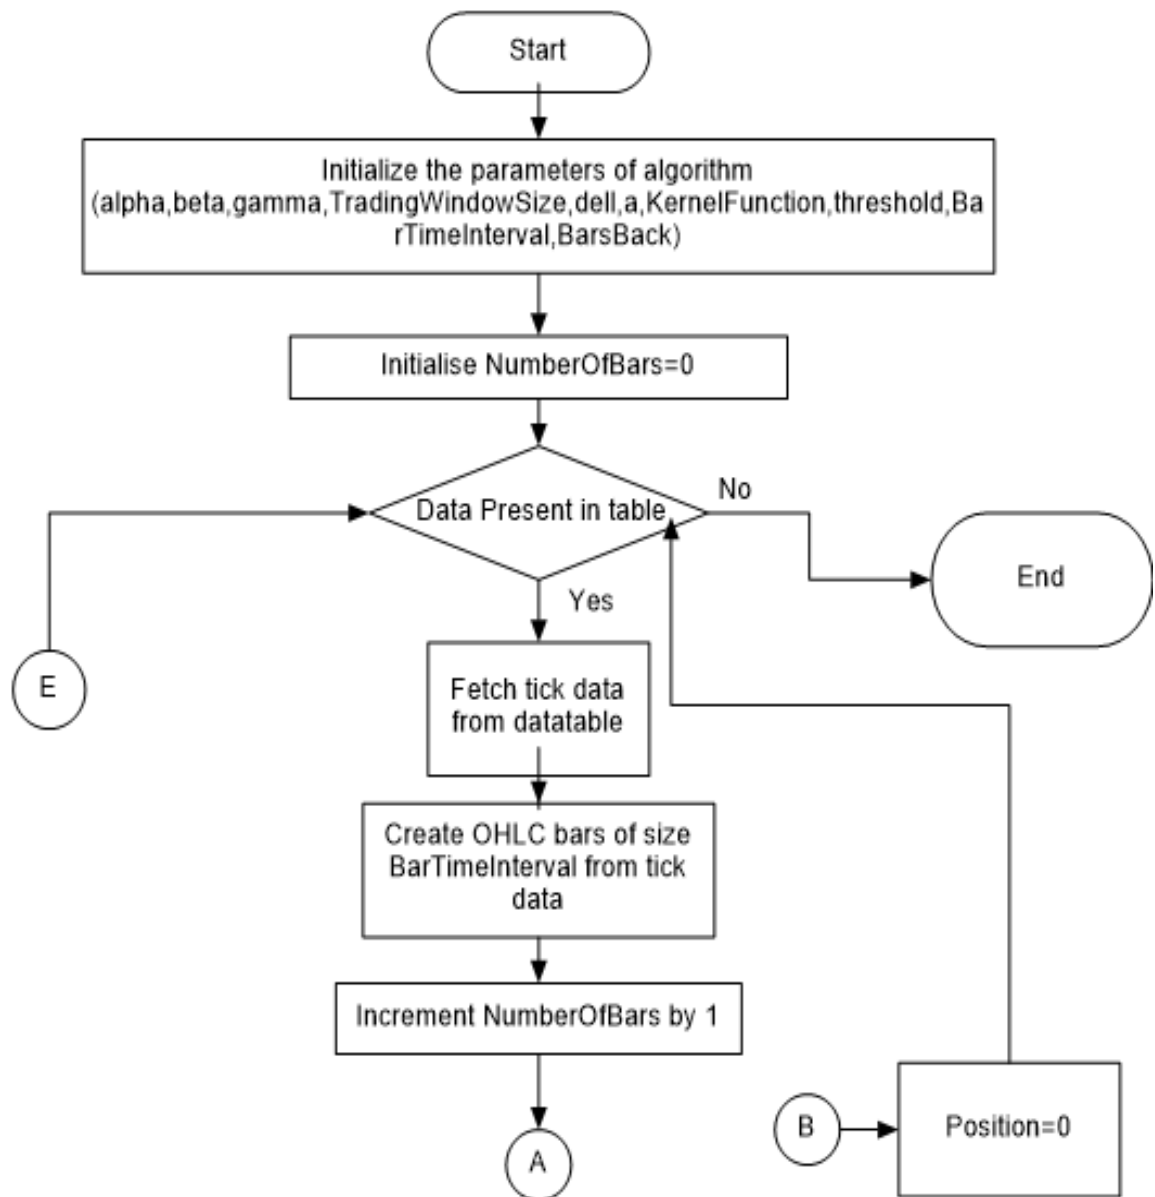 Start
Initialize the parameters of algorithm
(alpha,beta,gamma,TradingWindowSize,dell,a,KernelFunction,threshold,Ba
rTimeInterval,BarsBack)
Initialise NumberOfBars=0
Data Present in table
No
End
Yes
E
Fetch tick data
from datatable
Create OHLC bars of size
BarTimeInterval from tick
data
Increment NumberOfBars by 1
B
Position=0
A